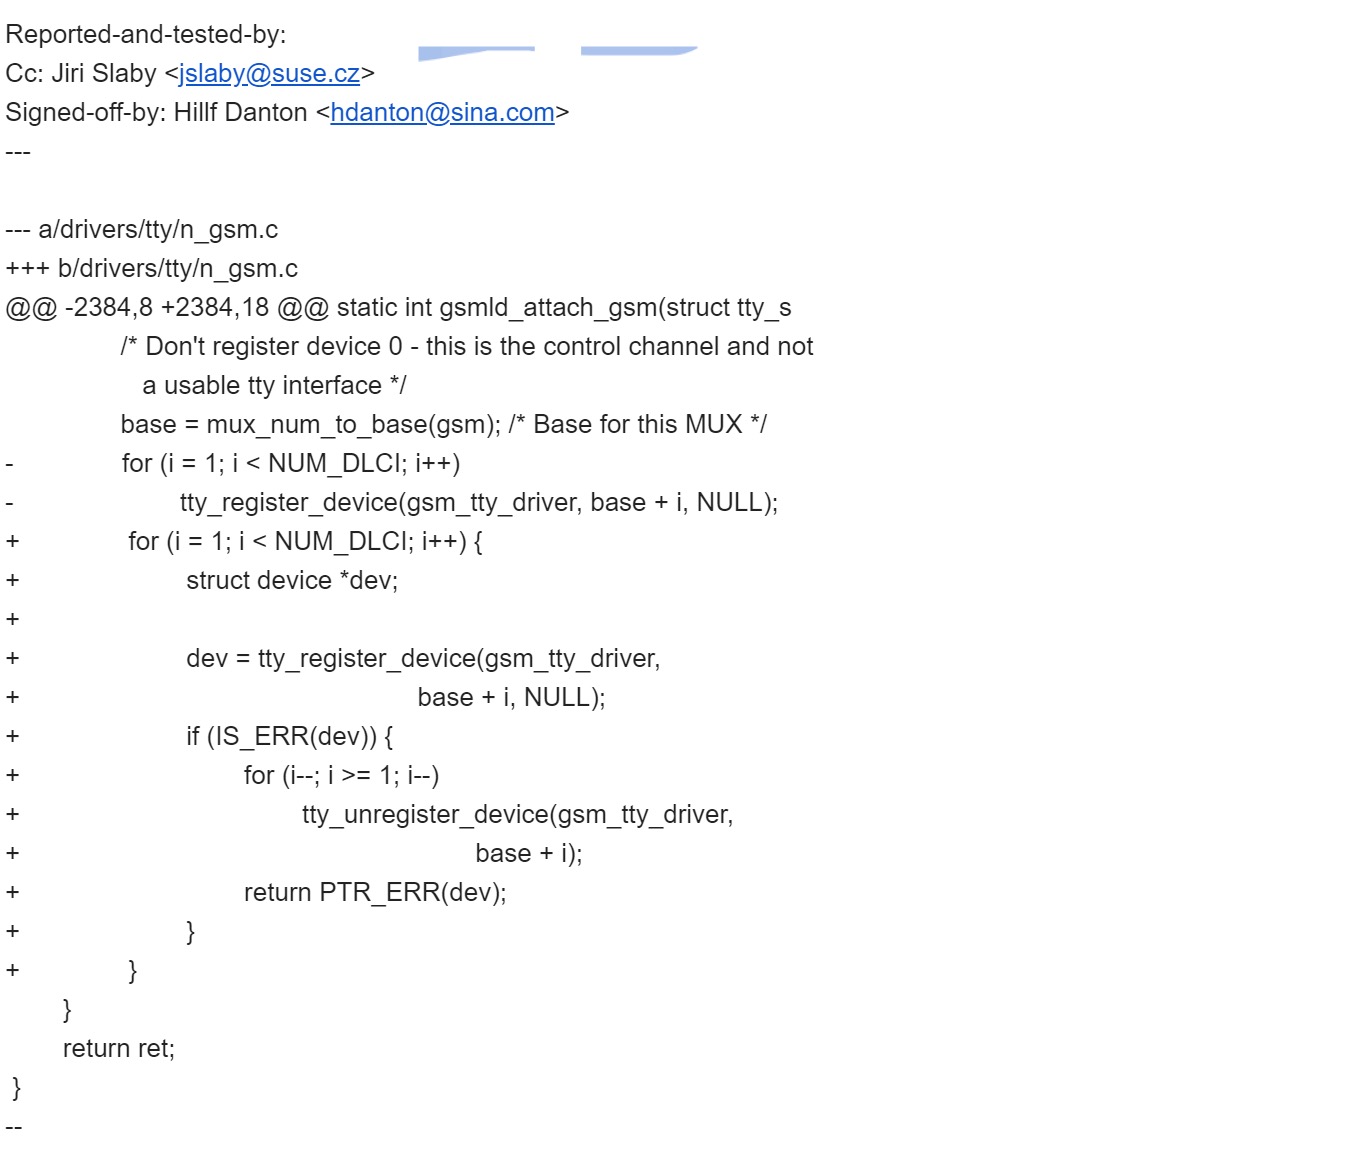 Reported-and-tested-by:
Cc: Jiri Slaby <jslaby@suse.cz>
Signed-off-by: Hillf Danton <hdanton@sina.com>
---
--- a/drivers/tty/n_gsm.c
+++ b/drivers/tty/n_gsm.c
@@ -2384,8 +2384,18 @@ static int gsmld_attach_gsm(struct tty_s
/* Don't register device 0 - this is the control channel and not
a usable tty interface */
base = mux_num_to_base(gsm); /* Base for this MUX */
- for (i = 1; i < NUM_DLCI; i++)
- tty_register_device(gsm_tty_driver, base + i, NULL);
+ for (i = 1; i < NUM_DLCI; i++) {
+ struct device *dev;
+
+ dev = tty_register_device(gsm_tty_driver,
+ base + i, NULL);
+ if (IS_ERR(dev)) {
+ for (i--; i >= 1; i--)
+ tty_unregister_device(gsm_tty_driver,
+ base + i);
+ return PTR_ERR(dev);
+ }
+ }
}
return ret;
}
--